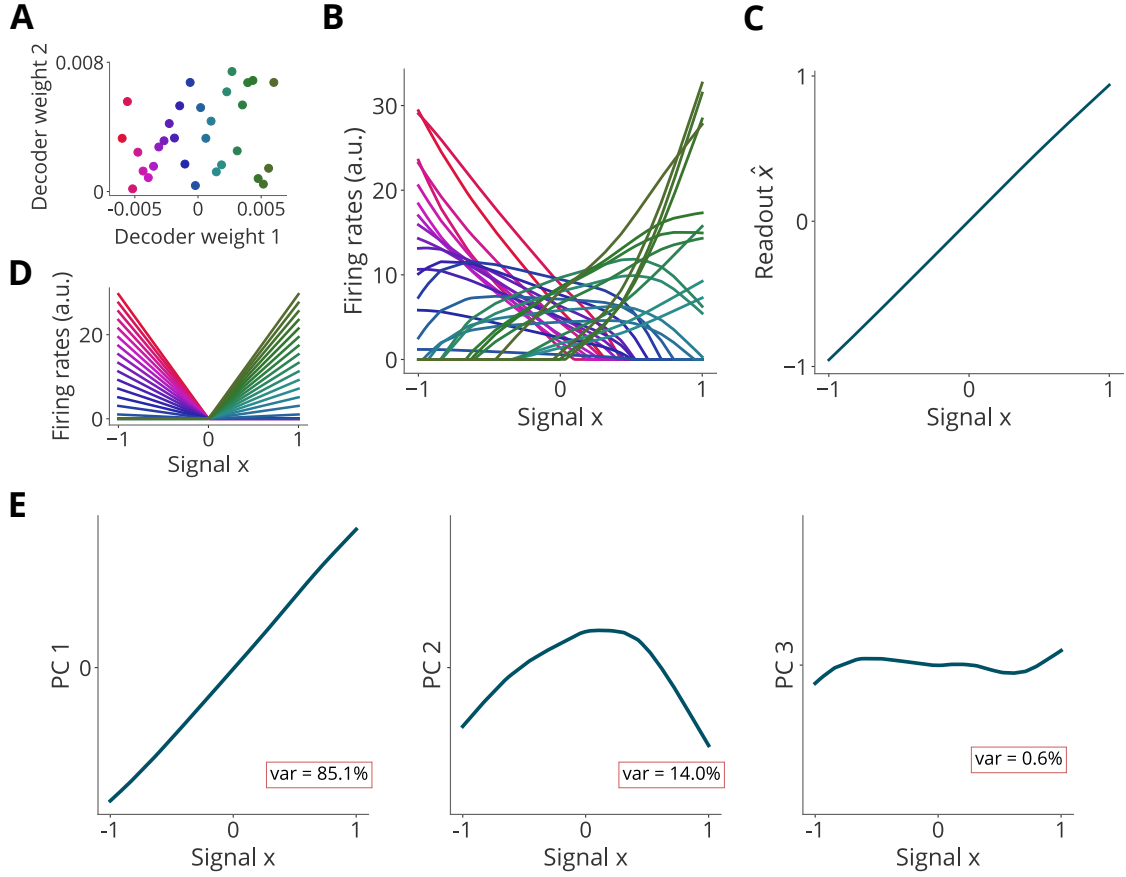 A
Decoder weight 2
0.008
0
-0.005
0
0.005
Decoder weight 1
B
Firing rates (a.u.)
30
20
10
0
−1
0
1
Signal x
C
Readout x̂
1
0
−1
−1
0
1
Signal x
D
Firing rates (a.u.)
20
0
−1
0
1
Signal x
E
PC 1
0
var = 85.1%
-1
0
1
Signal x
PC 2
var = 14.0%
-1
0
1
Signal x
PC 3
var = 0.6%
-1
0
1
Signal x